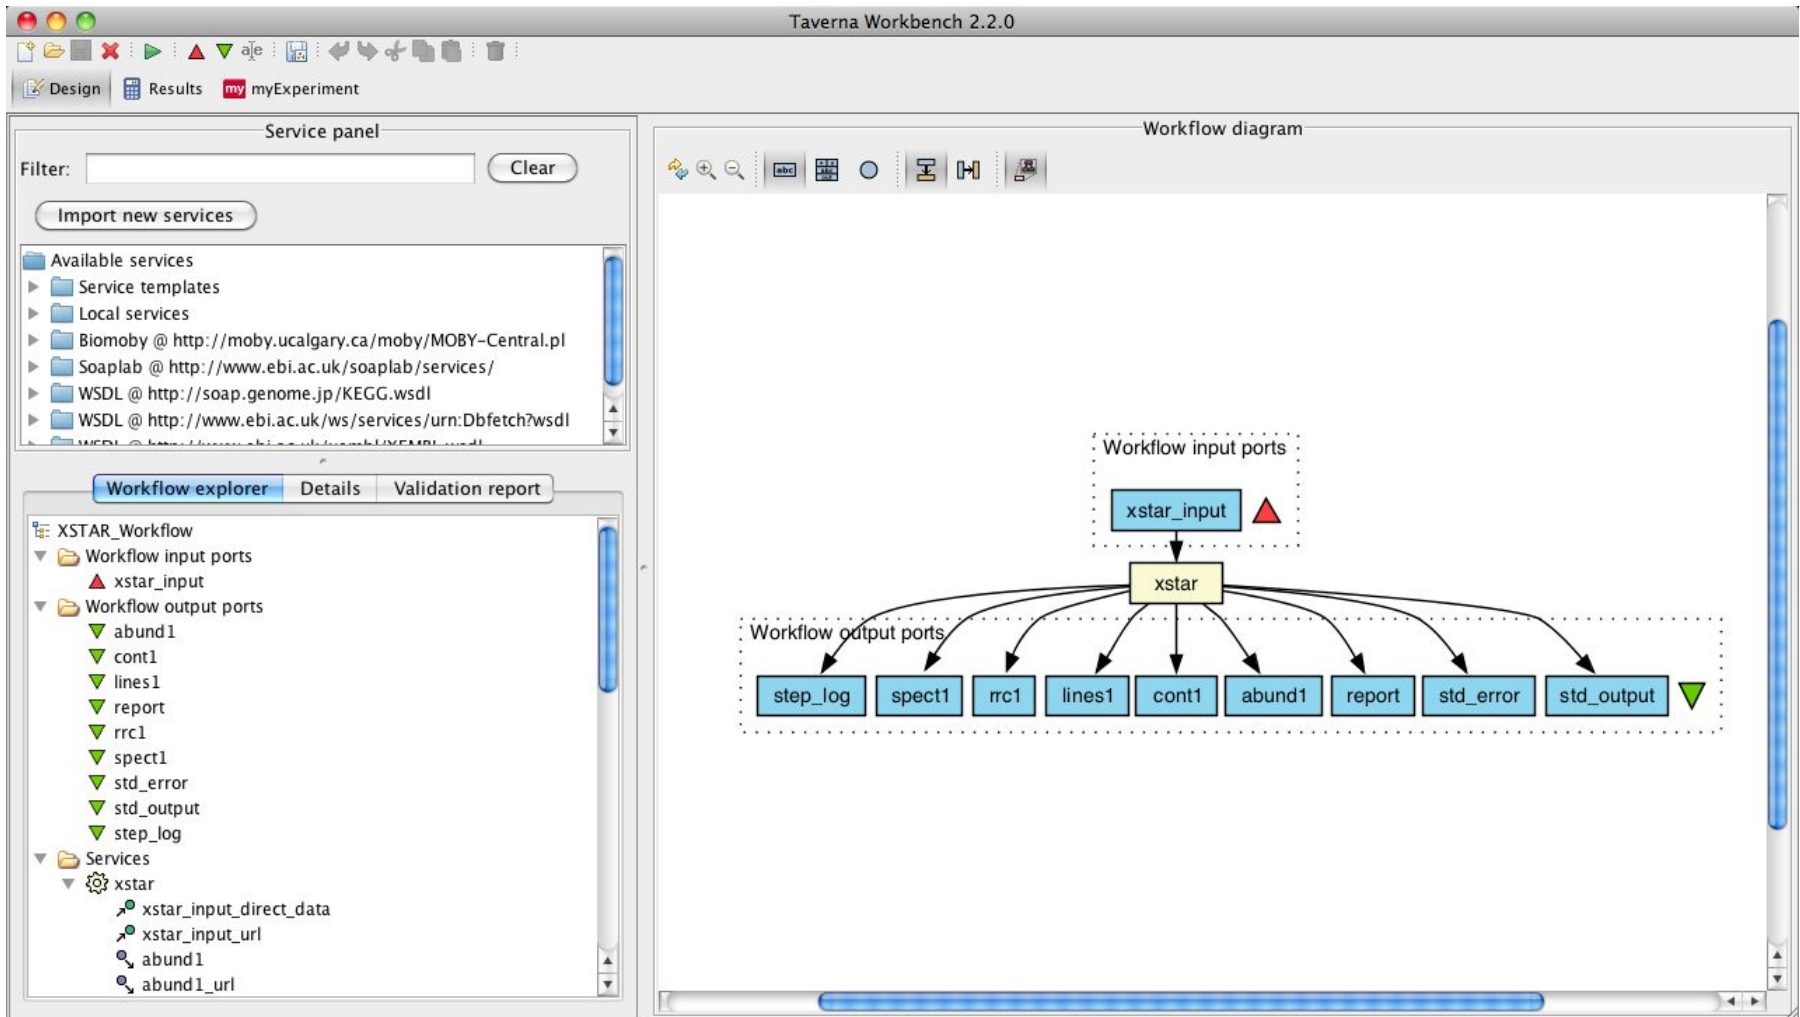 Taverna Workbench 2.2.0
Design Results my myExperiment
Service panel
Filter: Clear
Import new services
Available services
Service templates
Local services
Biomoby @ http://moby.ucalgary.ca/moby/MOBY-Central.pl
Soaplab @ http://www.ebi.ac.uk/soaplab/services/
WSDL @ http://soap.genome.jp/KEGG.wsdl
WSDL @ http://www.ebi.ac.uk/ws/services/urn:Dbfetch?wsdl
Workflow explorer Details Validation report
XSTAR_Workflow
Workflow input ports
xstar_input
Workflow output ports
abund1
cont1
lines1
report
rrc1
spect1
std_error
std_output
step_log
Services
xstar
xstar_input_direct_data
xstar_input_url
abund1
abund1_url
Workflow diagram
Workflow input ports
xstar_input
xstar
Workflow output ports
step_log spect1 rrc1 lines1 cont1 abund1 report std_error std_output